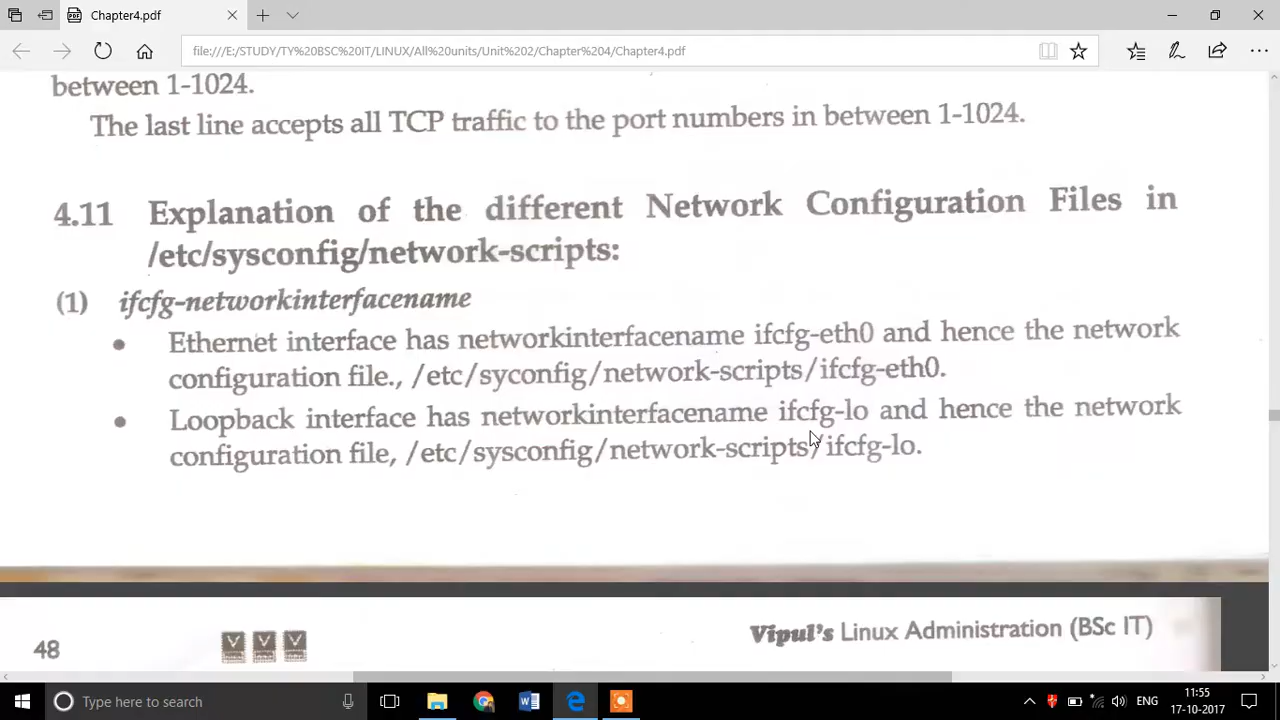 Chapter4.pdf
file:///E:/STUDY/TY%20BSC%20IT/LINUX/All%20units/Unit%202/Chapter%204/Chapter4.pdf
between 1-1024.
The last line accepts all TCP traffic to the port numbers in between 1-1024.
4.11 Explanation of the different Network Configuration Files in
/etc/sysconfig/network-scripts:
(1) ifcfg-networkinterfacename
• Ethernet interface has networkinterfacename ifcfg-eth0 and hence the network
configuration file., /etc/syconfig/network-scripts/ifcfg-eth0.
• Loopback interface has networkinterfacename ifcfg-lo and hence the network
configuration file, /etc/sysconfig/network-scripts/ifcfg-lo.
48 Vipul's Linux Administration (BSc IT)
Type here to search
ENG
11:55
17-10-2017